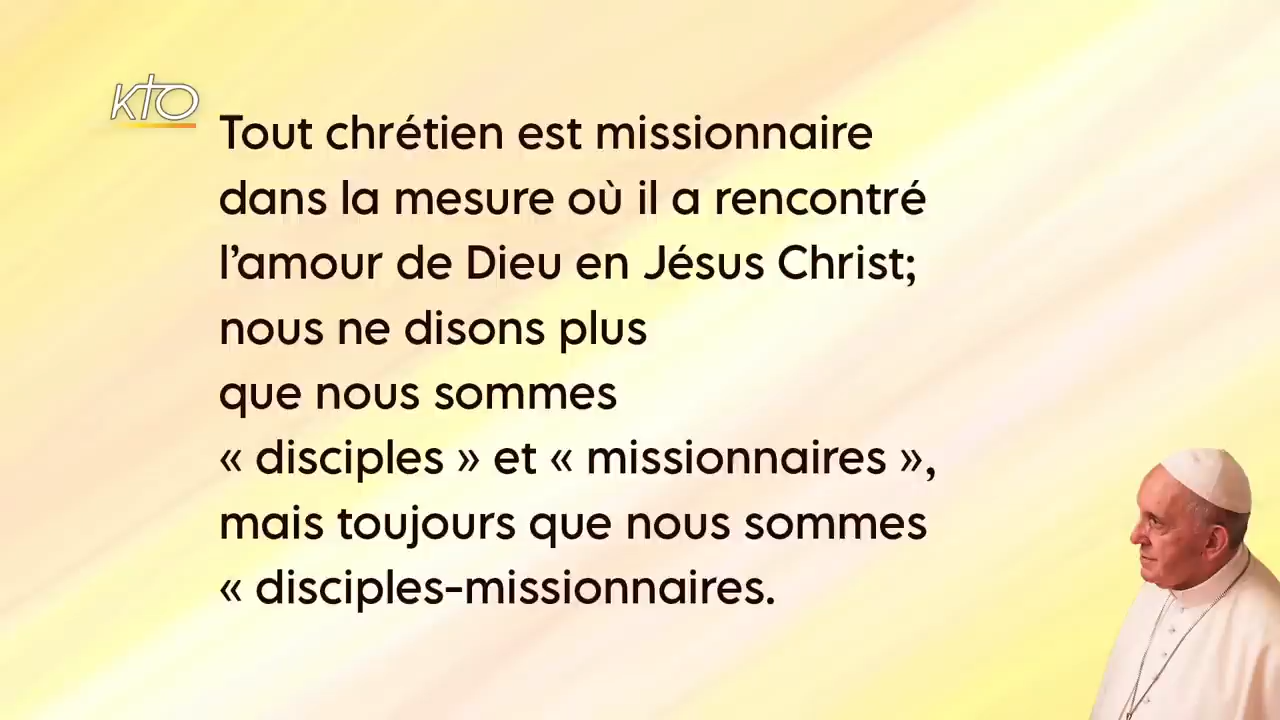 KTO
Tout chrétien est missionnaire
dans la mesure où il a rencontré
l’amour de Dieu en Jésus Christ;
nous ne disons plus
que nous sommes
« disciples » et « missionnaires »,
mais toujours que nous sommes
« disciples-missionnaires.